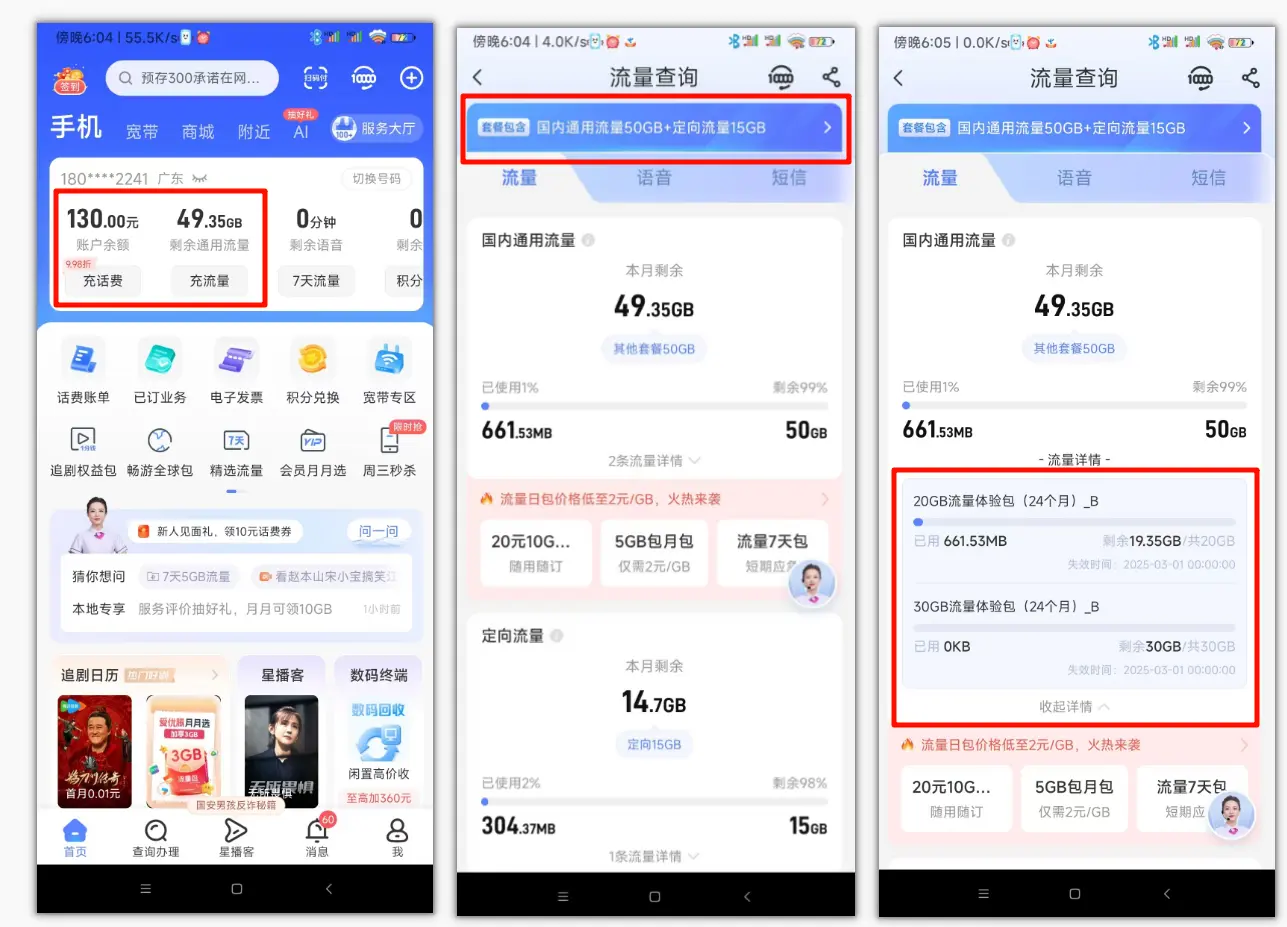 傍晚6:04 | 55.5K/s
72
签到
预存300承诺在网...
扫码付
手机
宽带
商城
附近
抽好礼
AI
100+
服务大厅
180****2241 广东
切换号码
130.00元
49.35GB
0分钟
0
账户余额
剩余通用流量
剩余语音
剩余
9.98折
充话费
充流量
7天流量
积分
话费账单
已订业务
电子发票
积分兑换
宽带专区
限时抢
7天
VIP
追剧权益包
畅游全球包
精选流量
会员月月选
周三秒杀
新人见面礼，领10元话费券
问一问
猜你想问
7天5GB流量
看赵本山宋小宝搞笑江
本地专享
服务评价抽好礼，月月可领10GB
1小时前
追剧日历
热门好剧
星播客
数码终端
首月0.01元
爱优腾月月选
加享3GB
3GB
流量包
无所畏惧
数码回收
闲置高价收
至高加360元
国安男孩反诈秘籍
60
首页
查询办理
星播客
消息
我
傍晚6:04 | 4.0K/s
72
流量查询
套餐包含
国内通用流量50GB+定向流量15GB
流量
语音
短信
国内通用流量
本月剩余
49.35GB
其他套餐50GB
已使用1%
剩余99%
661.53MB
50GB
2条流量详情
流量日包价格低至2元/GB，火热来袭
20元10G...
5GB包月包
流量7天包
随用随订
仅需2元/GB
短期应
定向流量
本月剩余
14.7GB
定向15GB
已使用2%
剩余98%
304.37MB
15GB
1条流量详情
傍晚6:05 | 0.0K/s
72
流量查询
套餐包含
国内通用流量50GB+定向流量15GB
流量
语音
短信
国内通用流量
本月剩余
49.35GB
其他套餐50GB
已使用1%
剩余99%
661.53MB
50GB
- 流量详情 -
20GB流量体验包（24个月）_B
已用 661.53MB
剩余19.35GB/共20GB
失效时间：2025-03-01 00:00:00
30GB流量体验包（24个月）_B
已用 0KB
剩余30GB/共30GB
失效时间：2025-03-01 00:00:00
收起详情
流量日包价格低至2元/GB，火热来袭
20元10G...
5GB包月包
流量7天包
随用随订
仅需2元/GB
短期应